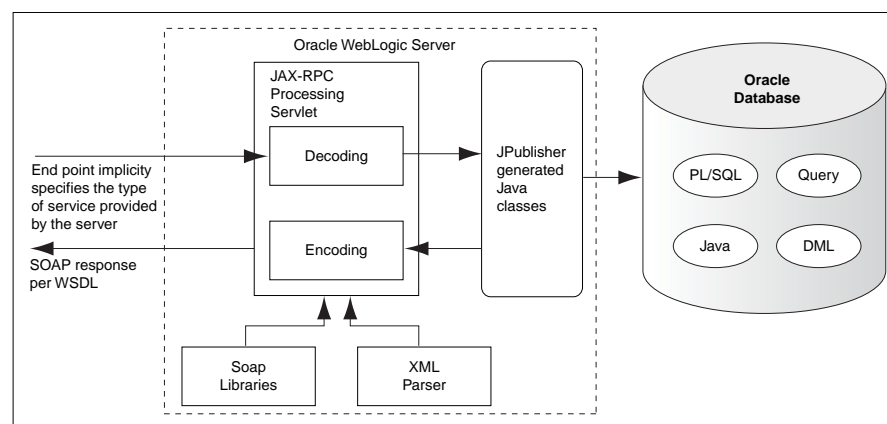 Oracle WebLogic Server
JAX-RPC
Processing
Servlet
Decoding
Encoding
End point implicity
specifies the type
of service provided
by the server
SOAP response
per WSDL
JPublisher
generated
Java
classes
Soap
Libraries
XML
Parser
Oracle
Database
PL/SQL
Query
Java
DML